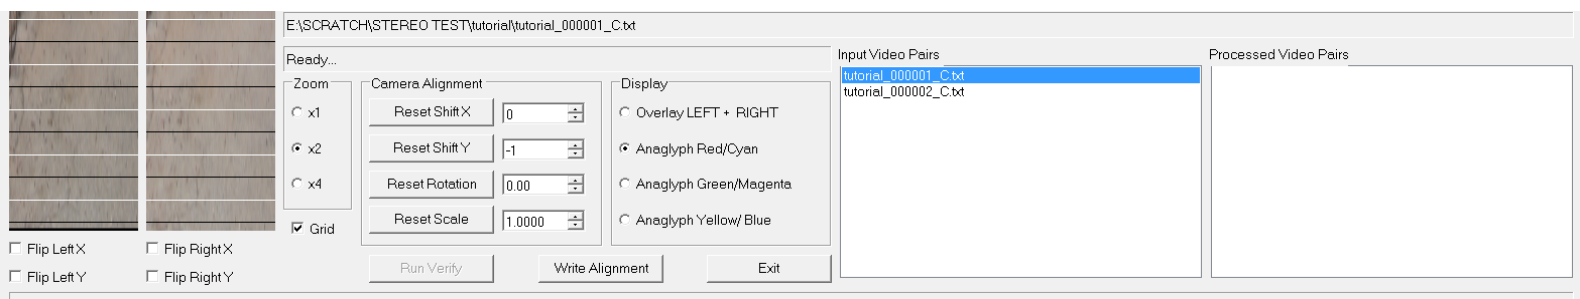 E:\SCRATCH\STEREO TEST\tutorial\tutorial_000001_C.txt
Ready...
Input Video Pairs
Processed Video Pairs
Zoom
Camera Alignment
Display
tutorial_000001_C.txt
tutorial_000002_C.txt
x1
Reset Shift X
0
Overlay LEFT + RIGHT
x2
Reset Shift Y
-1
Anaglyph Red/Cyan
x4
Reset Rotation
0.00
Anaglyph Green/Magenta
Grid
Reset Scale
1.0000
Anaglyph Yellow/ Blue
Flip Left X
Flip Right X
Flip Left Y
Flip Right Y
Run Verify
Write Alignment
Exit